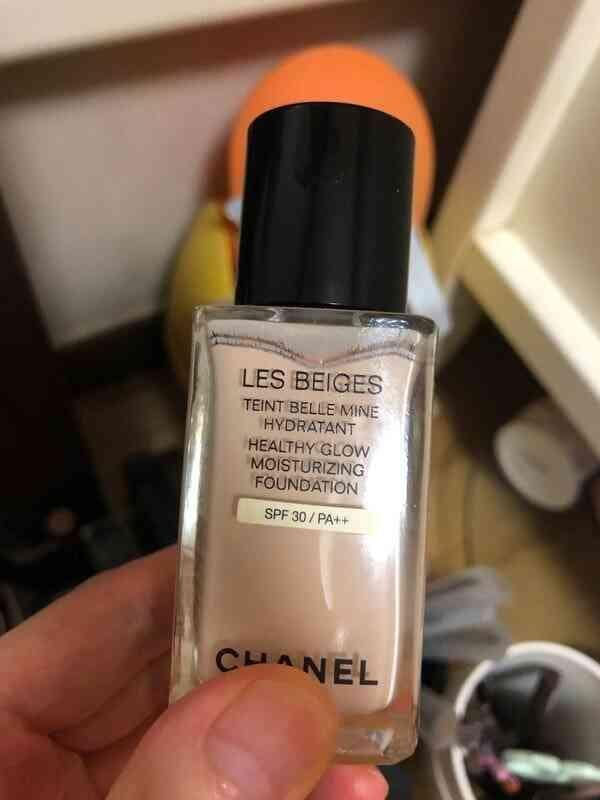 LES BEIGES
TEINT BELLE MINE
HYDRATANT
HEALTHY GLOW
MOISTURIZING
FOUNDATION
SPF 30 / PA++
CHANEL